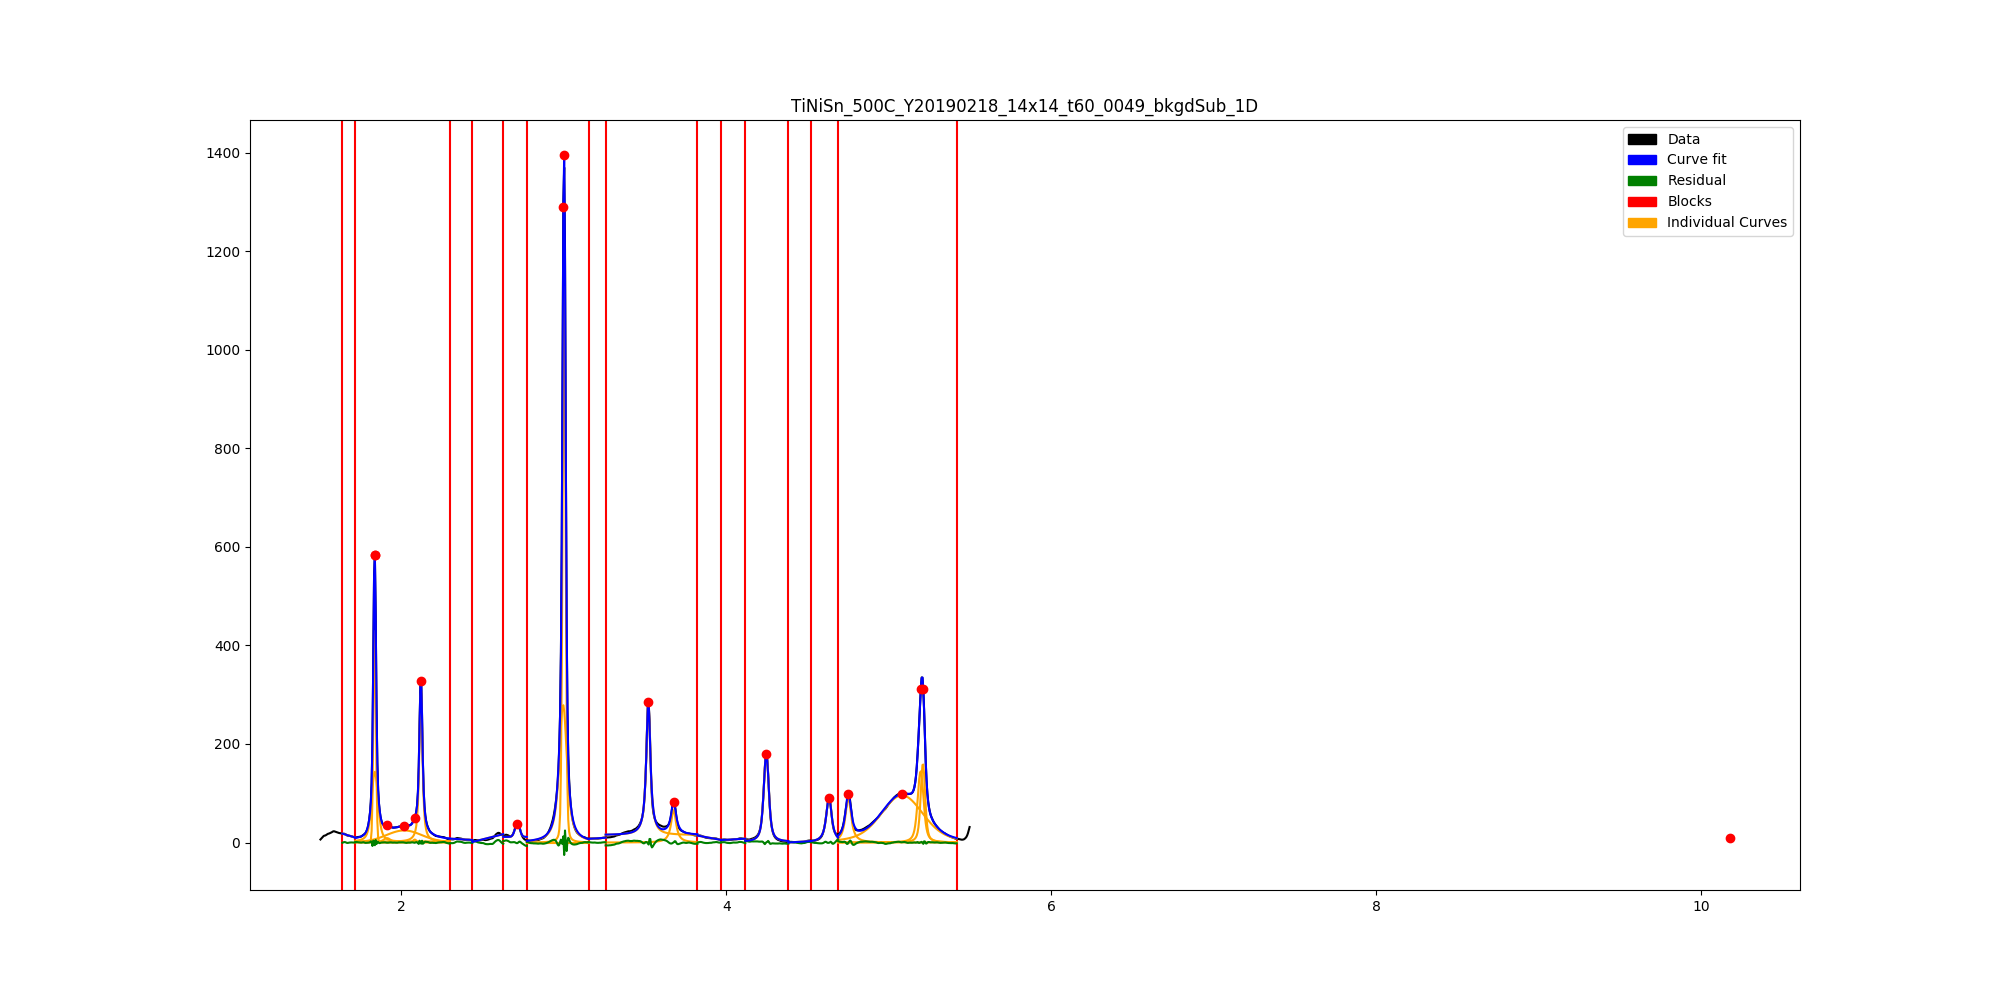 TiNiSn_500C_Y20190218_14x14_t60_0049_bkgdSub_1D
1400
1200
1000
800
600
400
200
0
2
4
6
8
10
Data
Curve fit
Residual
Blocks
Individual Curves